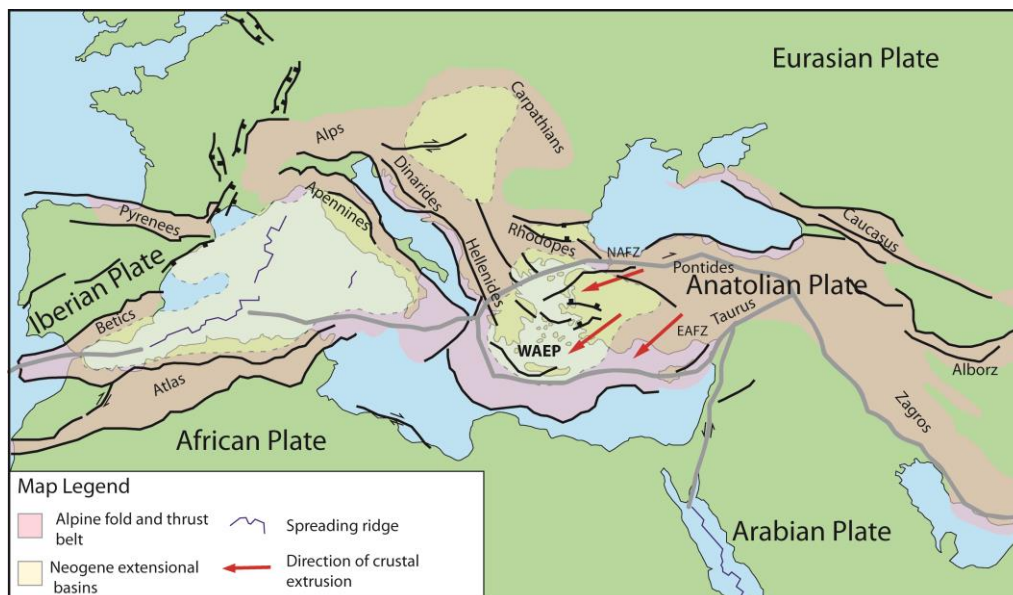 Eurasian Plate
Alps
Carpathians
Dinarides
Apennines
Pyrenees
Rhodopes
Caucasus
Hellenides
NAFZ
Pontides
Iberian Plate
Anatolian Plate
Betics
Taurus
EAFZ
WAEP
Alborz
Atlas
Zagros
African Plate
Arabian Plate
Map Legend
Alpine fold and thrust
belt
Spreading ridge
Neogene extensional
basins
Direction of crustal
extrusion